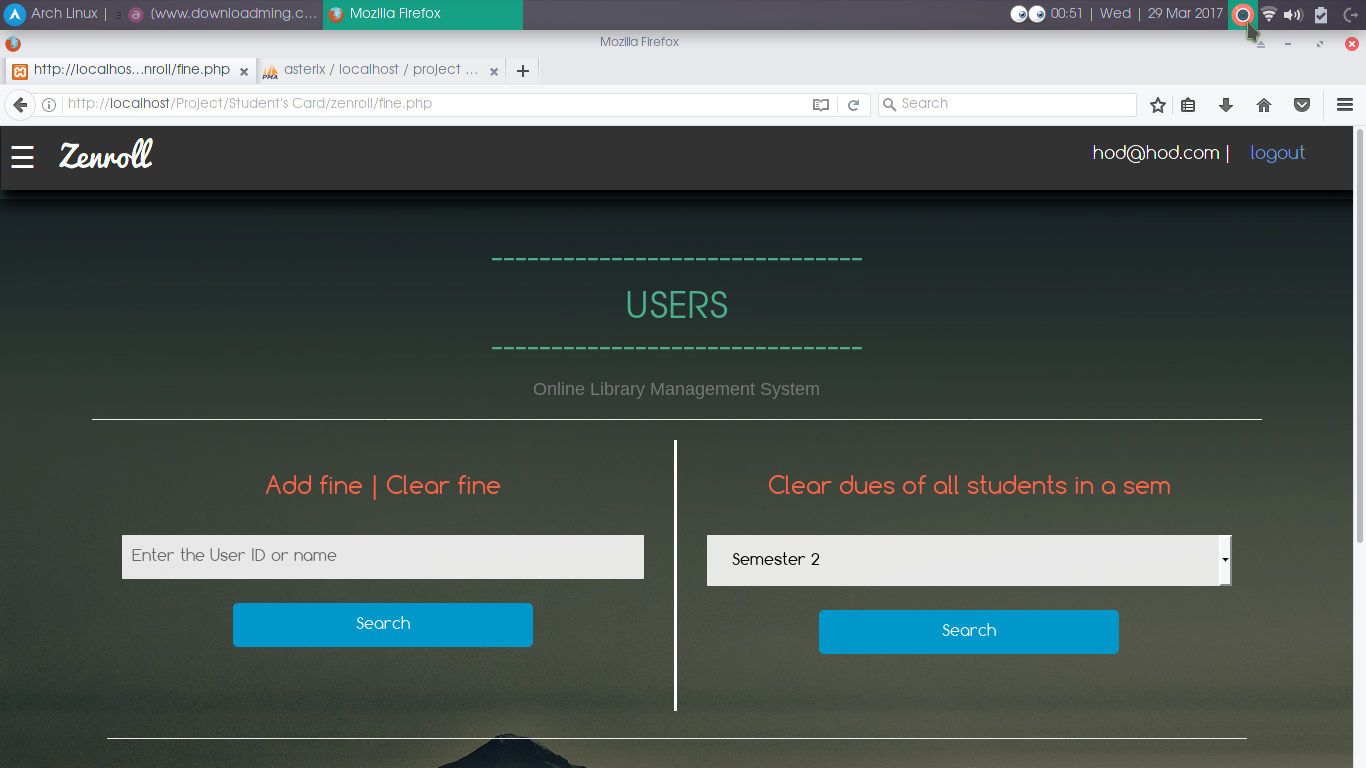 Arch Linux | [www.downloadming.c... Mozilla Firefox 00:51 | Wed | 29 Mar 2017
Mozilla Firefox
http://localhos...nroll/fine.php asterix / localhost / project ...
PMA
http://localhost/Project/Student's Card/zenroll/fine.php Search
Zenroll hod@hod.com | logout
------------------------------
USERS
------------------------------
Online Library Management System
Add fine | Clear fine Clear dues of all students in a sem
Enter the User ID or name Semester 2
Search Search